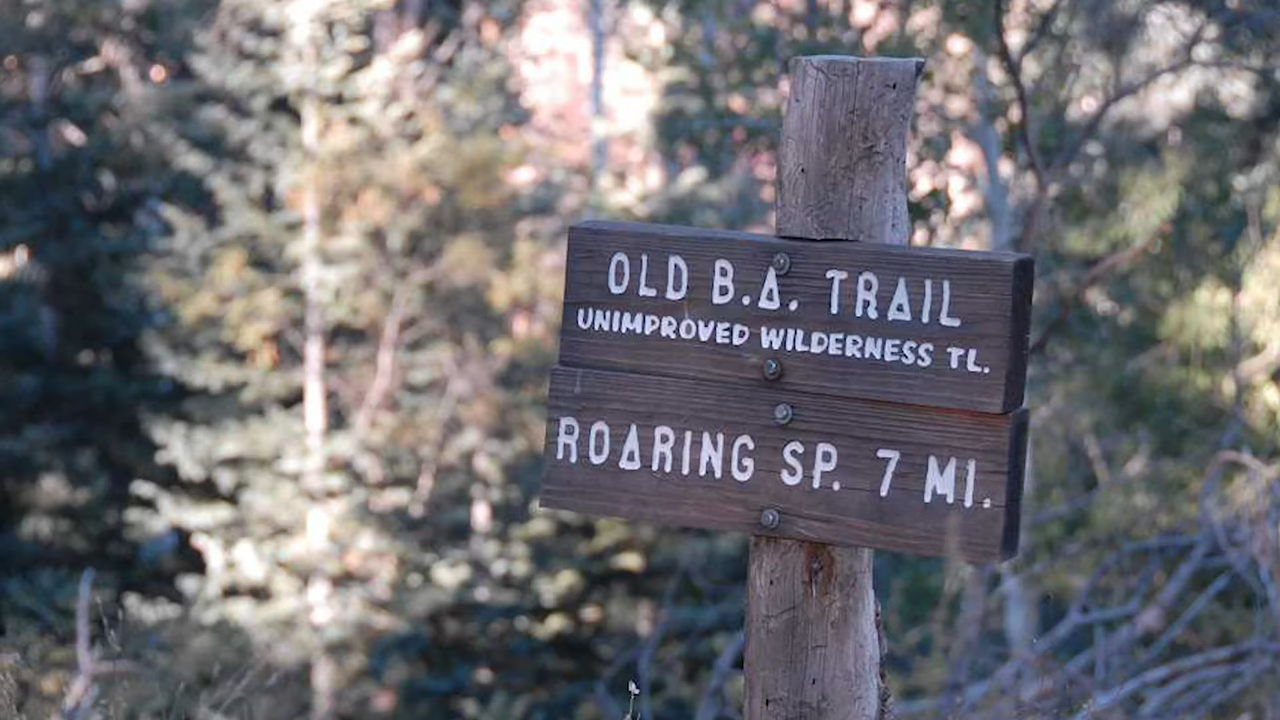 OLD B.A. TRAIL
UNIMPROVED WILDERNESS TL.
ROARING SP. 7 MI.